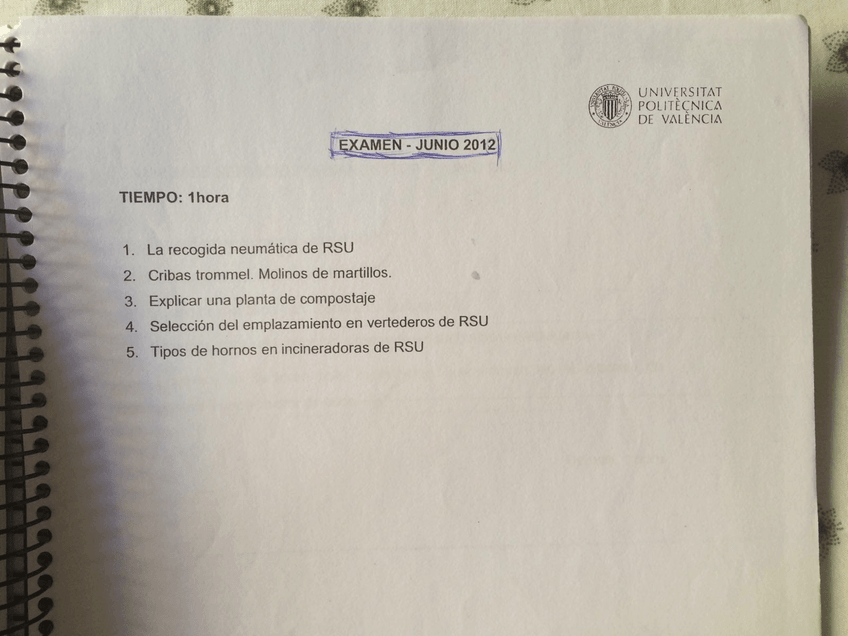 UNIVERSITAT
POLITÈCNICA
DE VALÈNCIA
EXAMEN - JUNIO 2012
TIEMPO: 1hora
1. La recogida neumática de RSU
2. Cribas trommel. Molinos de martillos.
3. Explicar una planta de compostaje
4. Selección del emplazamiento en vertederos de RSU
5. Tipos de hornos en incineradoras de RSU